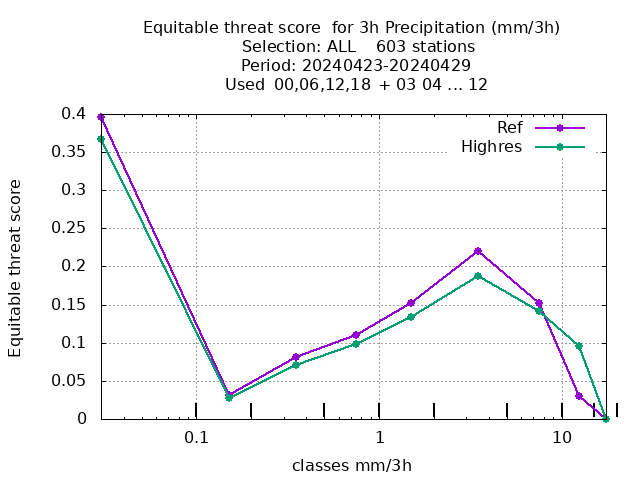 Equitable threat score  for 3h Precipitation (mm/3h)
Selection: ALL    603 stations
Period: 20240423-20240429
Used  00,06,12,18  + 03 04 ... 12
Ref
Highres
0.4
0.35
0.3
0.25
0.2
0.15
0.1
0.05
0
Equitable threat score
0.1
1
10
classes mm/3h